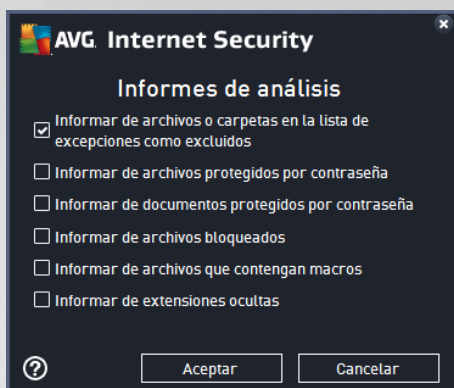 AVG. Internet Security
Informes de análisis
Informar de archivos o carpetas en la lista de
excepciones como excluidos
Informar de archivos protegidos por contraseña
Informar de documentos protegidos por contraseña
Informar de archivos bloqueados
Informar de archivos que contengan macros
Informar de extensiones ocultas
?
Aceptar
Cancelar